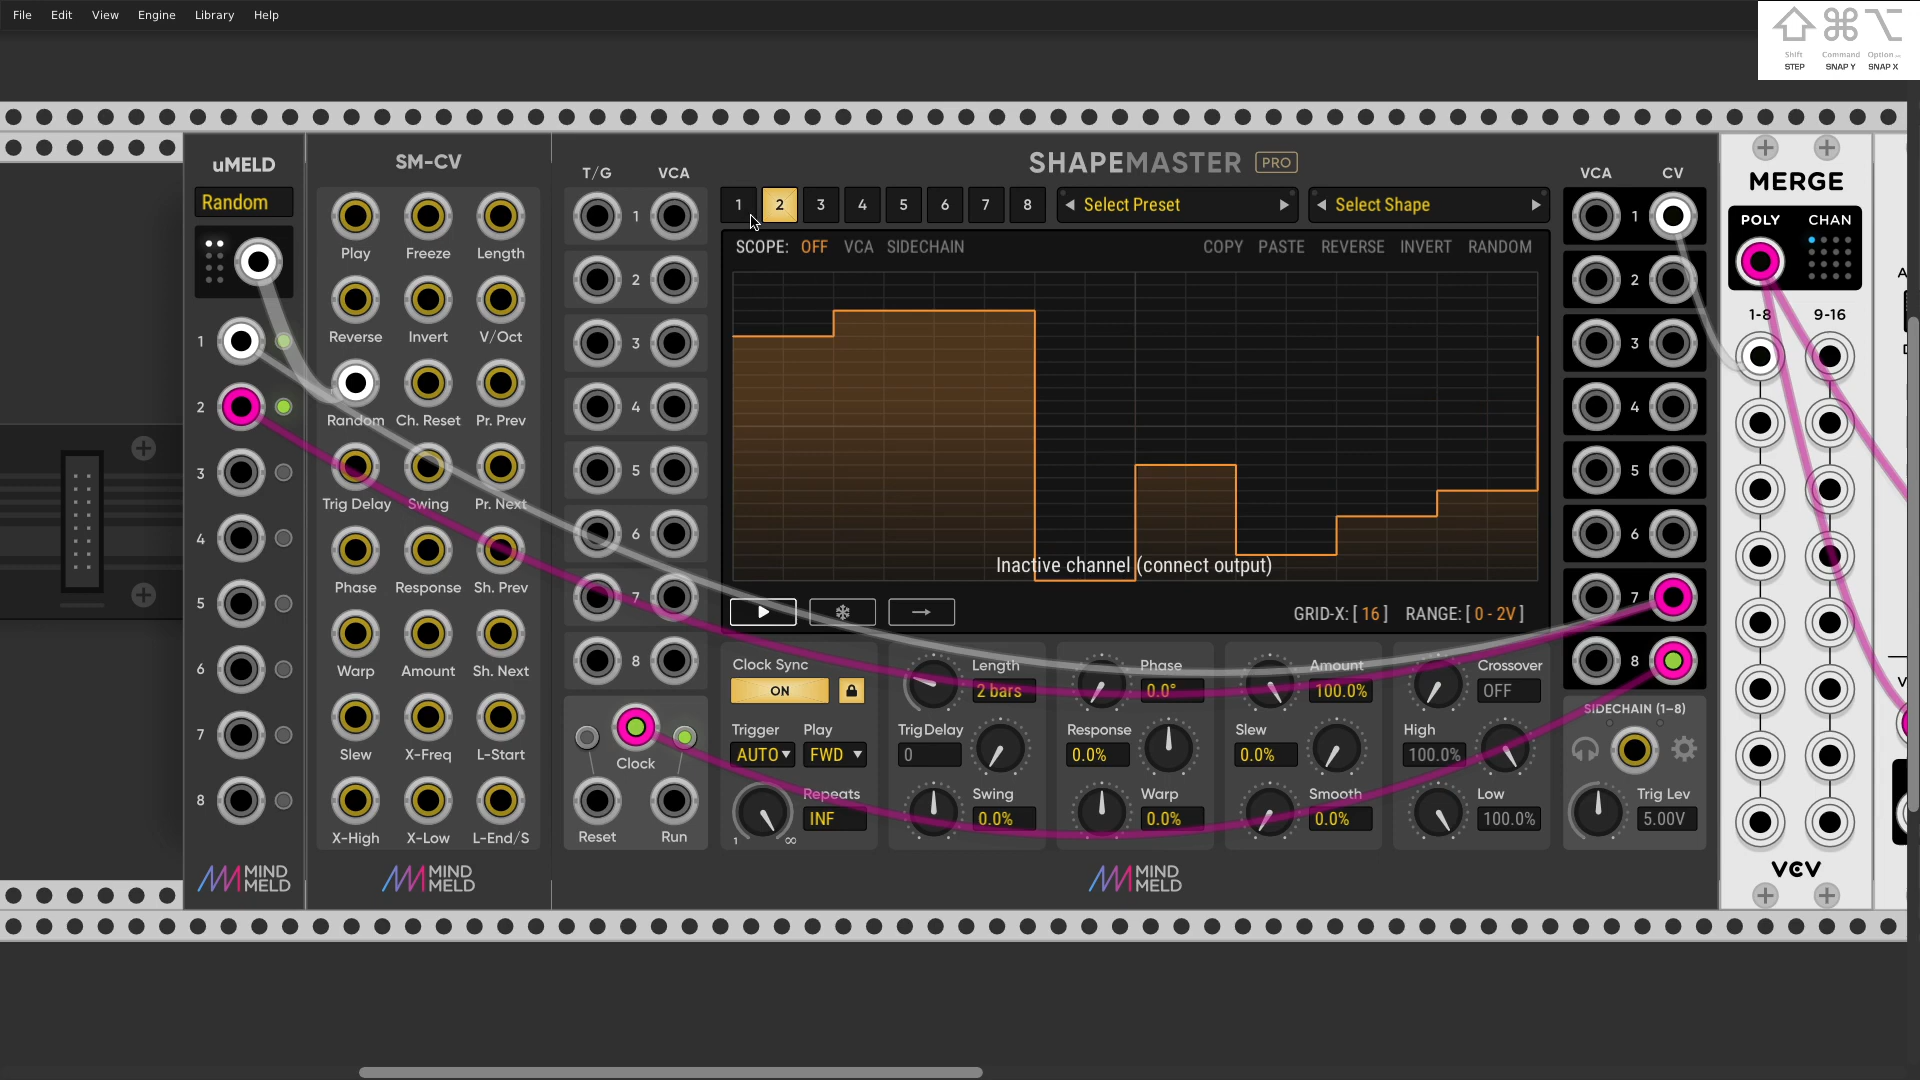 File Edit View Engine Library Help
Shift Command Option
STEP SNAP Y SNAP X
uMELD
Random
1
2
3
4
5
6
7
8
MIND MELD
SM-CV
Play Freeze Length
Reverse Invert V/Oct
Random Ch. Reset Pr. Prev
Trig Delay Swing Pr. Next
Phase Response Sh. Prev
Warp Amount Sh. Next
Slew X-Freq L-Start
X-High X-Low L-End/S
MIND MELD
T/G VCA
1
2
3
4
5
6
7
8
Clock
Reset Run
SHAPEMASTER PRO
1 2 3 4 5 6 7 8 Select Preset Select Shape
SCOPE: OFF VCA SIDECHAIN COPY PASTE REVERSE INVERT RANDOM
Inactive channel (connect output)
GRID-X: [ 16 ] RANGE: [ 0 - 2V ]
Clock Sync Length Phase Amount Crossover
ON 2 bars 0.0° 100.0% OFF
Trigger Play TrigDelay Response Slew High
AUTO FWD 0 0.0% 0.0% 100.0%
Repeats Swing Warp Smooth Low
INF 0.0% 0.0% 0.0% 100.0%
1 ∞
MIND MELD
VCA CV
1
2
3
4
5
6
7
8
SIDECHAIN (1-8)
Trig Lev
5.00V
MERGE
POLY CHAN
1-8 9-16
VCV